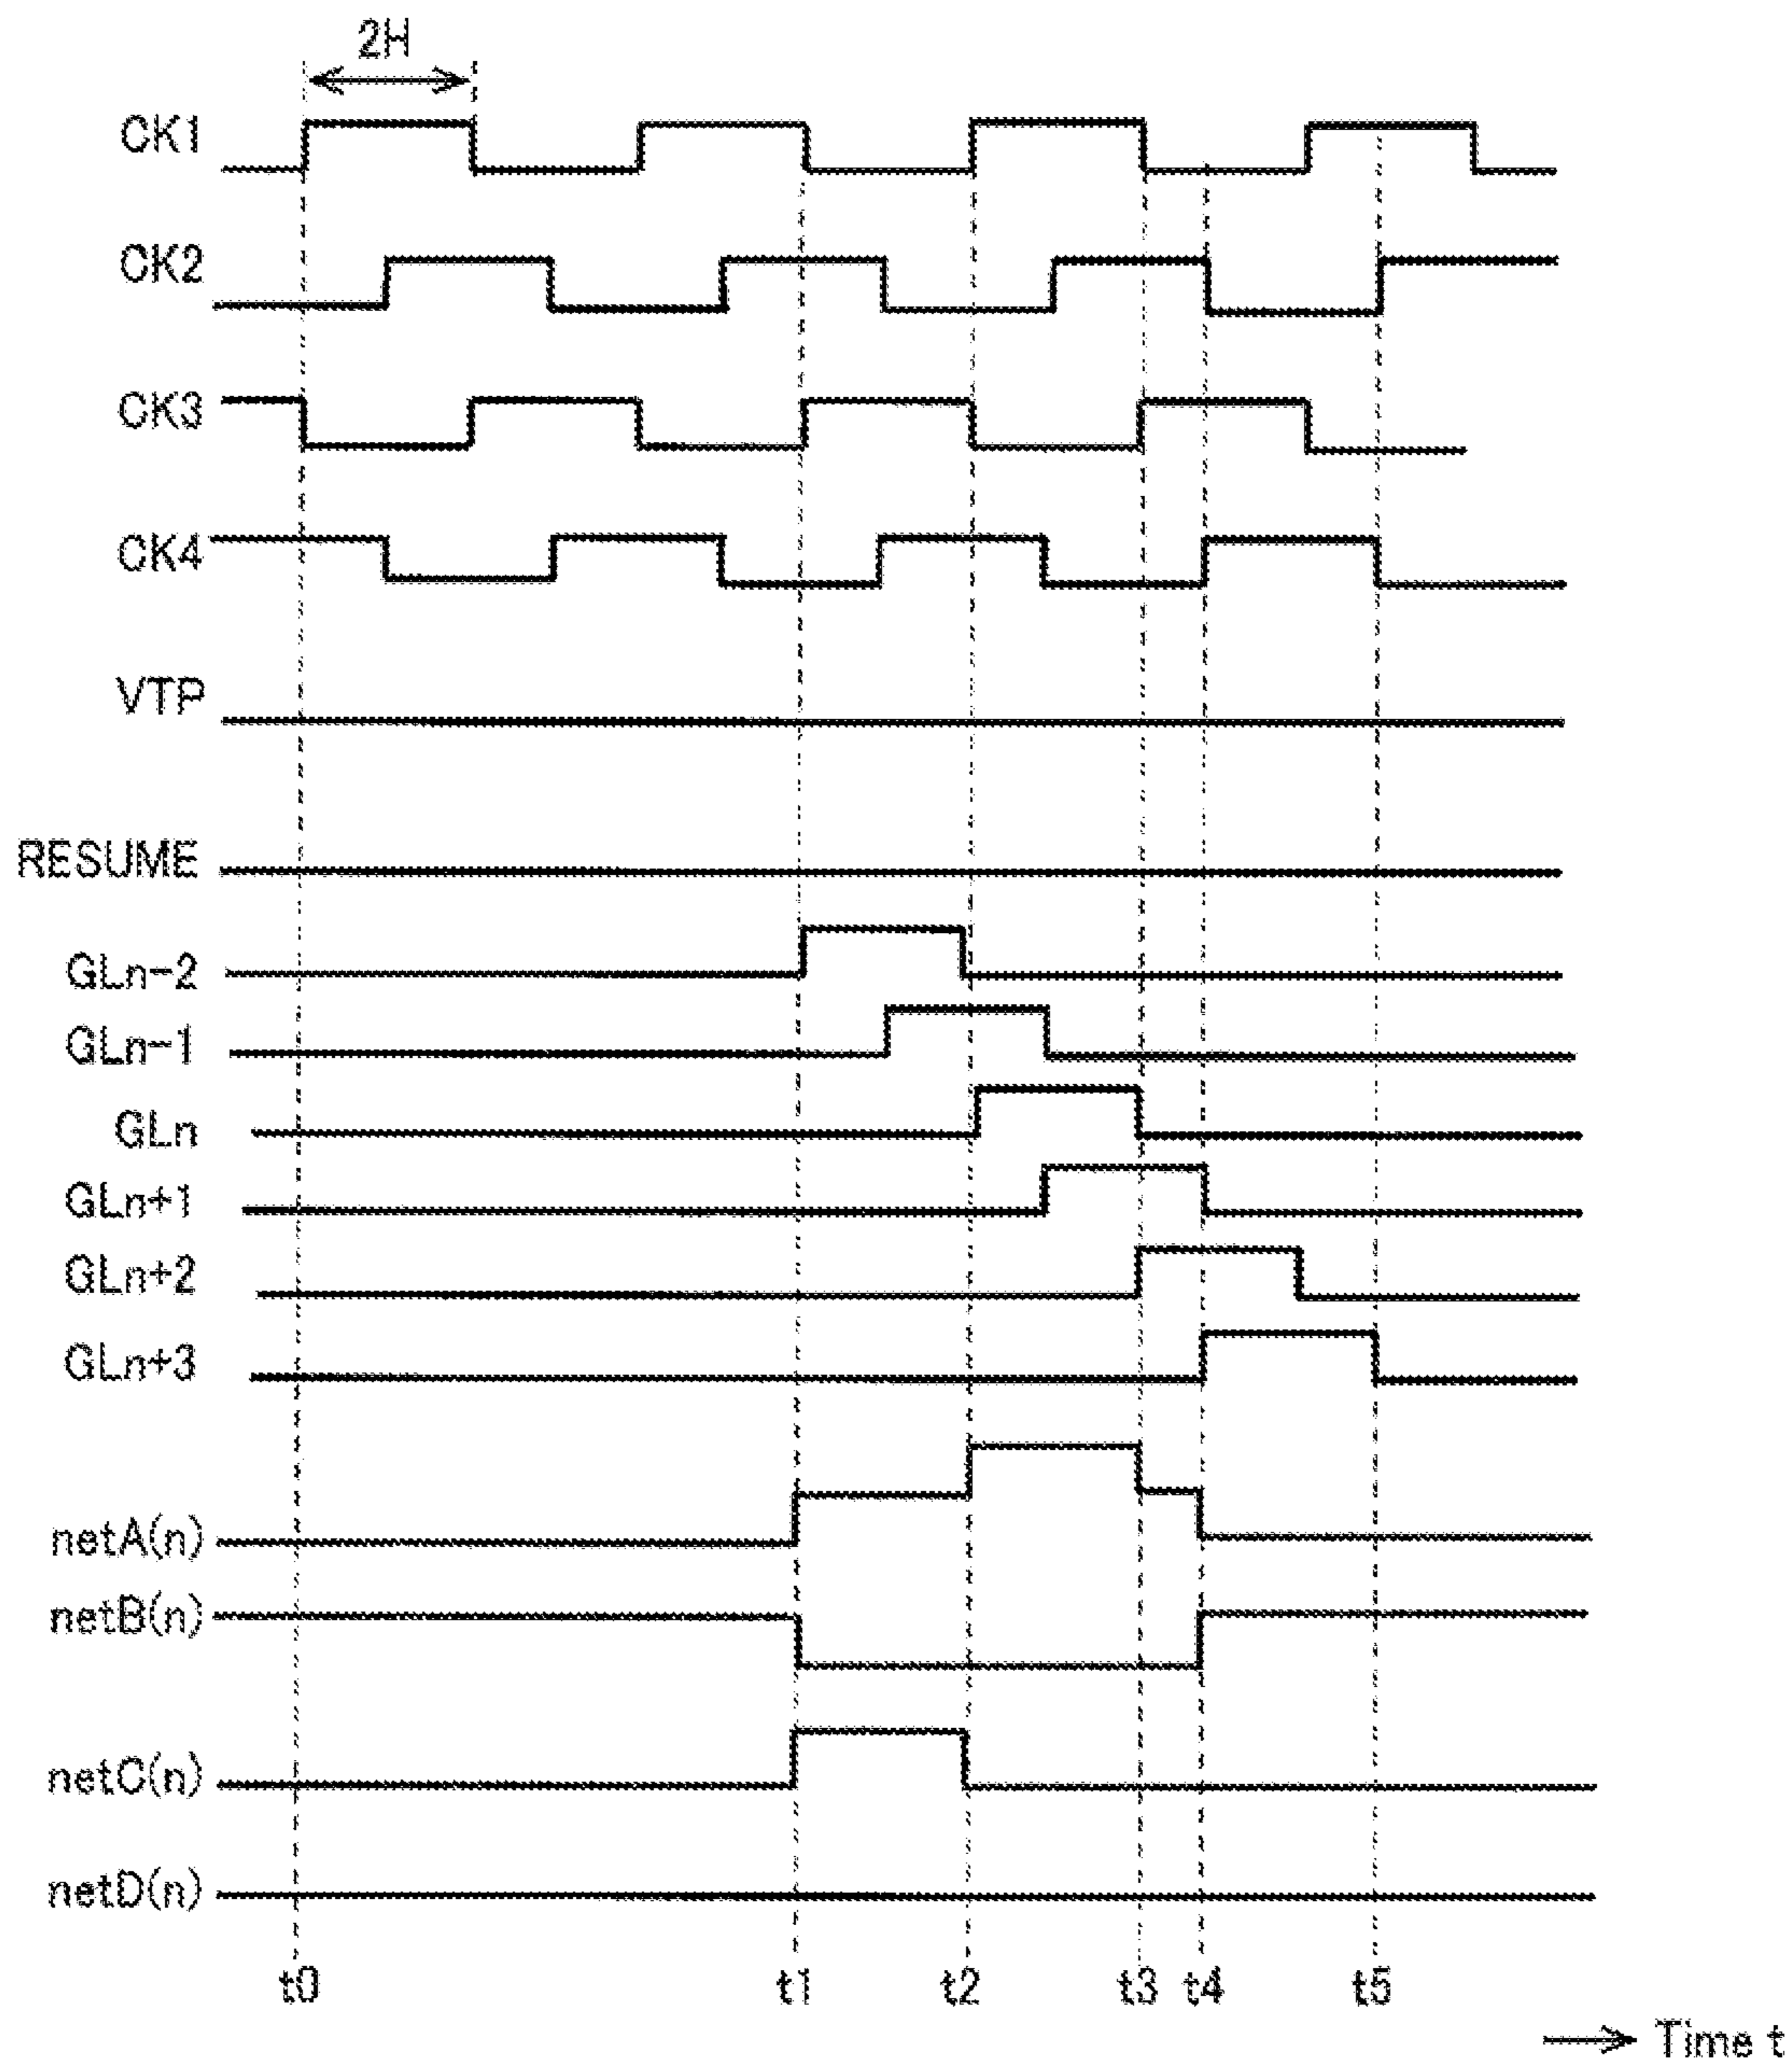 2H
CK1
CK2
CK3
CK4
VTP
RESUME
GLn-2
GLn-1
GLn
GLn+1
GLn+2
GLn+3
netA(n)
netB(n)
netC(n)
netD(n)
t0 t1 t2 t3 t4 t5
Time t